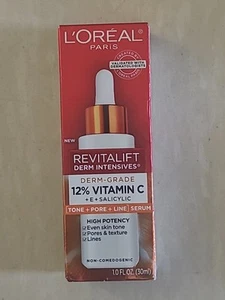 L'ORÉAL
PARIS
VALIDATED WITH
DERMATOLOGISTS
NEW
REVITALIFT
DERM INTENSIVES®
DERM-GRADE
12% VITAMIN C
+ E + SALICYLIC
TONE + PORE + LINE SERUM
HIGH POTENCY
Even skin tone
Pores & texture
Lines
NON-COMEDOGENIC
1.0 FL OZ (30ml)